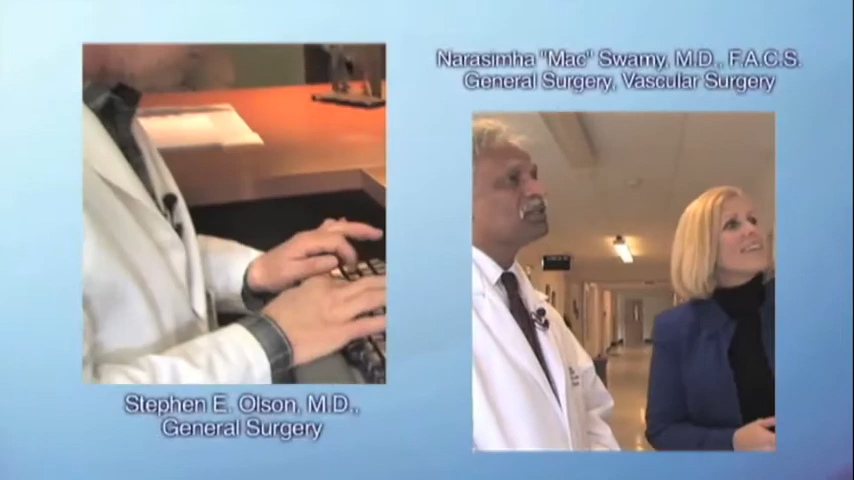 Narasimha "Mac" Swamy, M.D., F.A.C.S.
General Surgery, Vascular Surgery
Stephen E. Olson, M.D.,
General Surgery